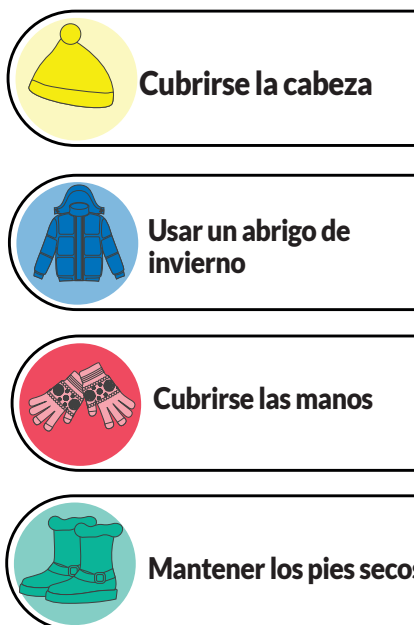 Cubrirse la cabeza
Usar un abrigo de
invierno
Cubrirse las manos
Mantener los pies secos